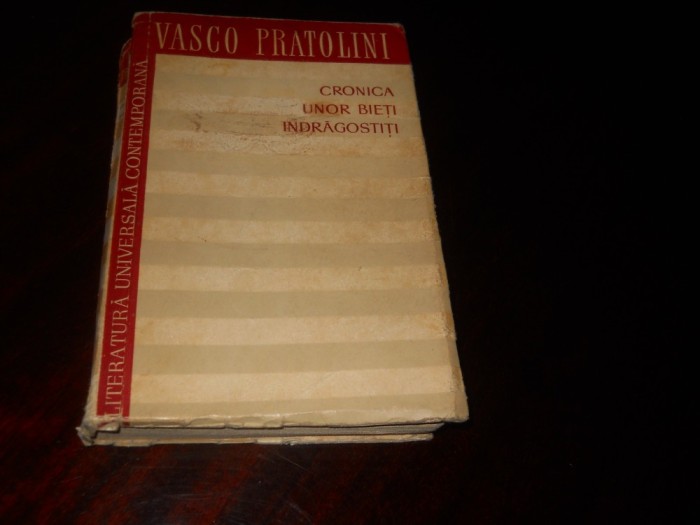 VASCO PRATOLINI
CRONICA
UNOR BIEȚI
ÎNDRĂGOSTIȚI
LITERATURĂ UNIVERSALĂ CONTEMPORANĂ